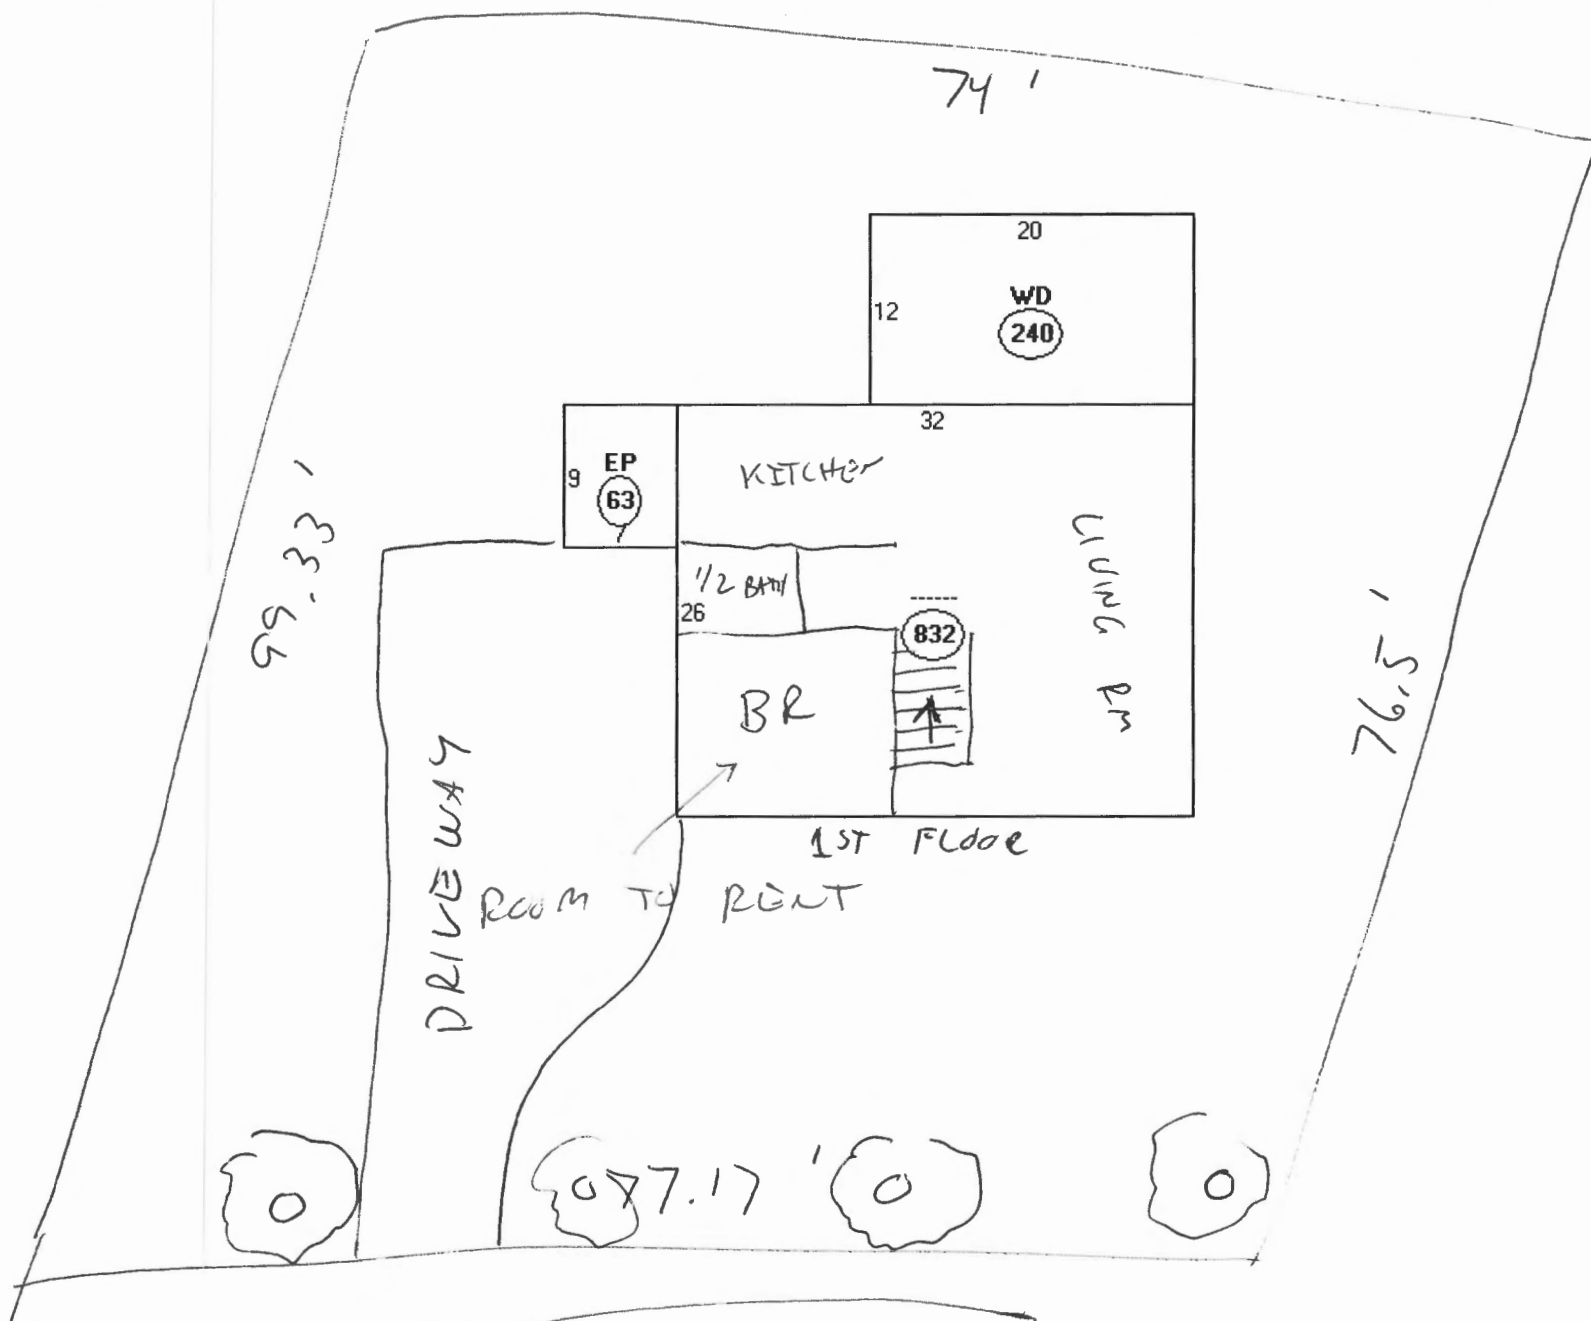 74'
20
12
WD
240
32
9
EP
63
7
KITCHEN
99.33'
LIVING RM
1/2 BATH
26
832
76.5'
BR
DRIVEWAY
1ST FLOOR
ROOM TO RENT
77.17'